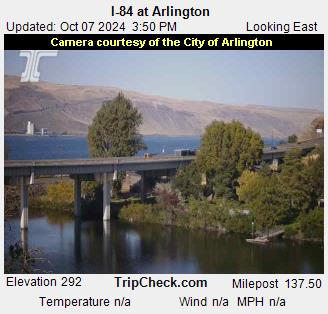 I-84 at Arlington
Updated: Oct 07 2024 3:50 PM Looking East
Camera courtesy of the City of Arlington
Elevation 292 TripCheck.com Milepost 137.50
Temperature n/a Wind n/a MPH n/a